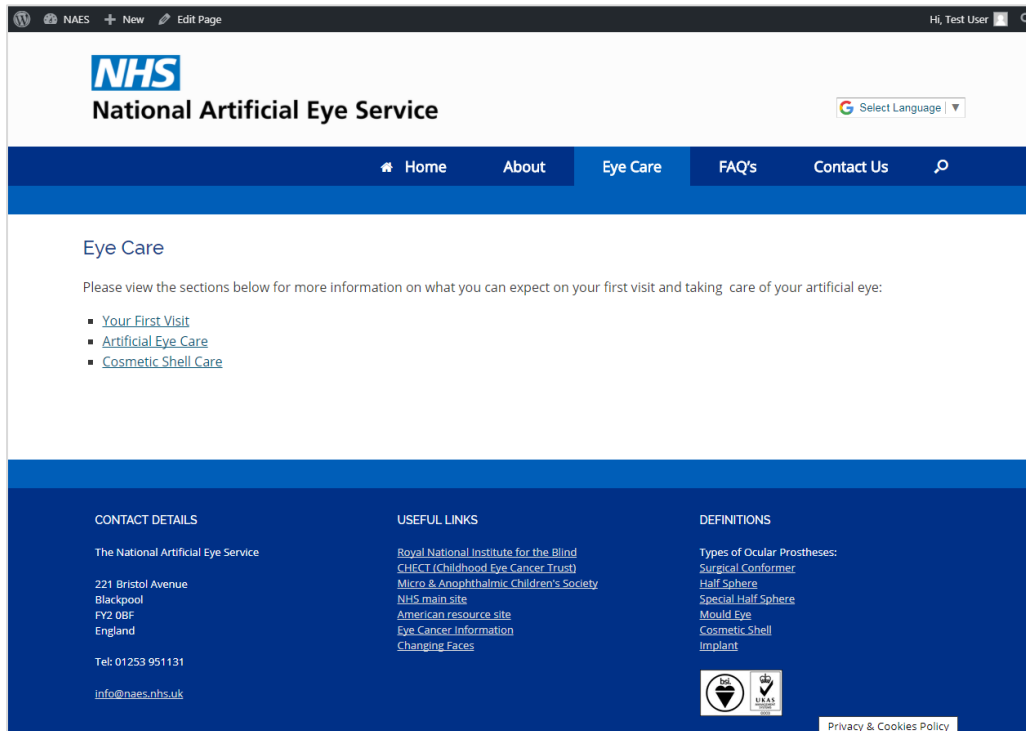 NAES New Edit Page Hi, Test User
NHS
National Artificial Eye Service
Select Language ▼
Home About Eye Care FAQ's Contact Us
Eye Care
Please view the sections below for more information on what you can expect on your first visit and taking care of your artificial eye:
Your First Visit
Artificial Eye Care
Cosmetic Shell Care
CONTACT DETAILS
The National Artificial Eye Service
221 Bristol Avenue
Blackpool
FY2 0BF
England
Tel: 01253 951131
info@naes.nhs.uk
USEFUL LINKS
Royal National Institute for the Blind
CHECT (Childhood Eye Cancer Trust)
Micro & Anophthalmic Children's Society
NHS main site
American resource site
Eye Cancer Information
Changing Faces
DEFINITIONS
Types of Ocular Prostheses:
Surgical Conformer
Half Sphere
Special Half Sphere
Mould Eye
Cosmetic Shell
Implant
bsi.
UKAS
Privacy & Cookies Policy